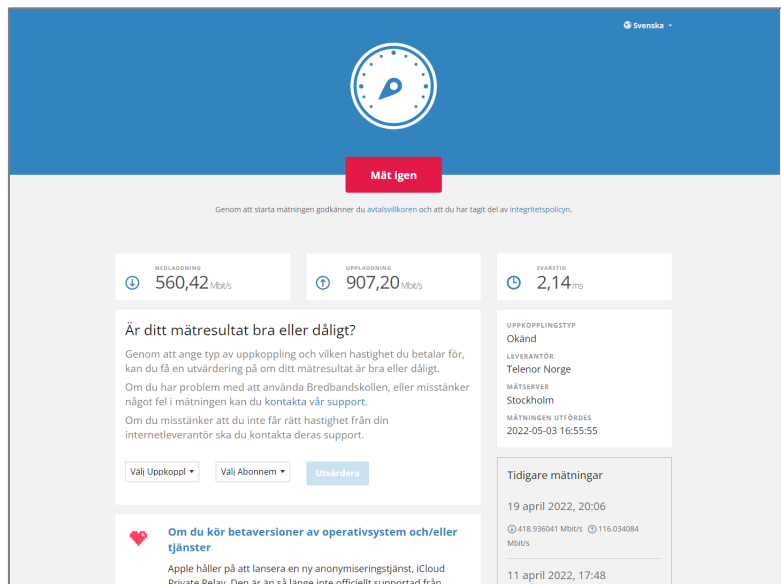 Svenska
Mät igen
Genom att starta mätningen godkänner du avtalsvillkoren och att du har tagit del av integritetspolicyn.
NEDLADDNING
560,42 Mbit/s
UPPLADDNING
907,20 Mbit/s
SVARSTID
2,14 ms
Är ditt mätresultat bra eller dåligt?
Genom att ange typ av uppkoppling och vilken hastighet du betalar för,
kan du få en utvärdering på om ditt mätresultat är bra eller dåligt.
Om du har problem med att använda Bredbandskollen, eller misstänker
något fel i mätningen kan du kontakta vår support.
Om du misstänker att du inte får rätt hastighet från din
internetleverantör ska du kontakta deras support.
Välj Uppkoppl
Välj Abonnem
Utvärdera
UPPKOPPLINGSTYP
Okänd
LEVERANTÖR
Telenor Norge
MÄTSERVER
Stockholm
MÄTNINGEN UTFÖRDES
2022-05-03 16:55:55
Tidigare mätningar
19 april 2022, 20:06
418.936041 Mbit/s 116.034084
Mbit/s
11 april 2022, 17:48
Om du kör betaversioner av operativsystem och/eller
tjänster
Apple håller på att lansera en ny anonymiseringstjänst, iCloud
Private Relay. Den är än så länge inte officiellt supportad från